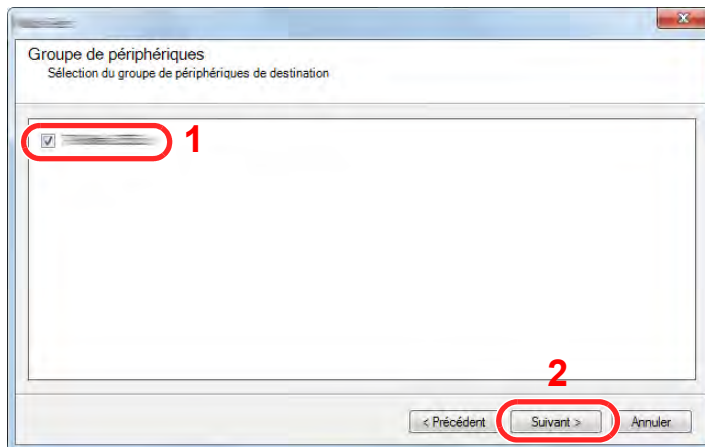 Groupe de périphériques
Sélection du groupe de périphériques de destination
1
2
< Précédent
Suivant >
Annuler